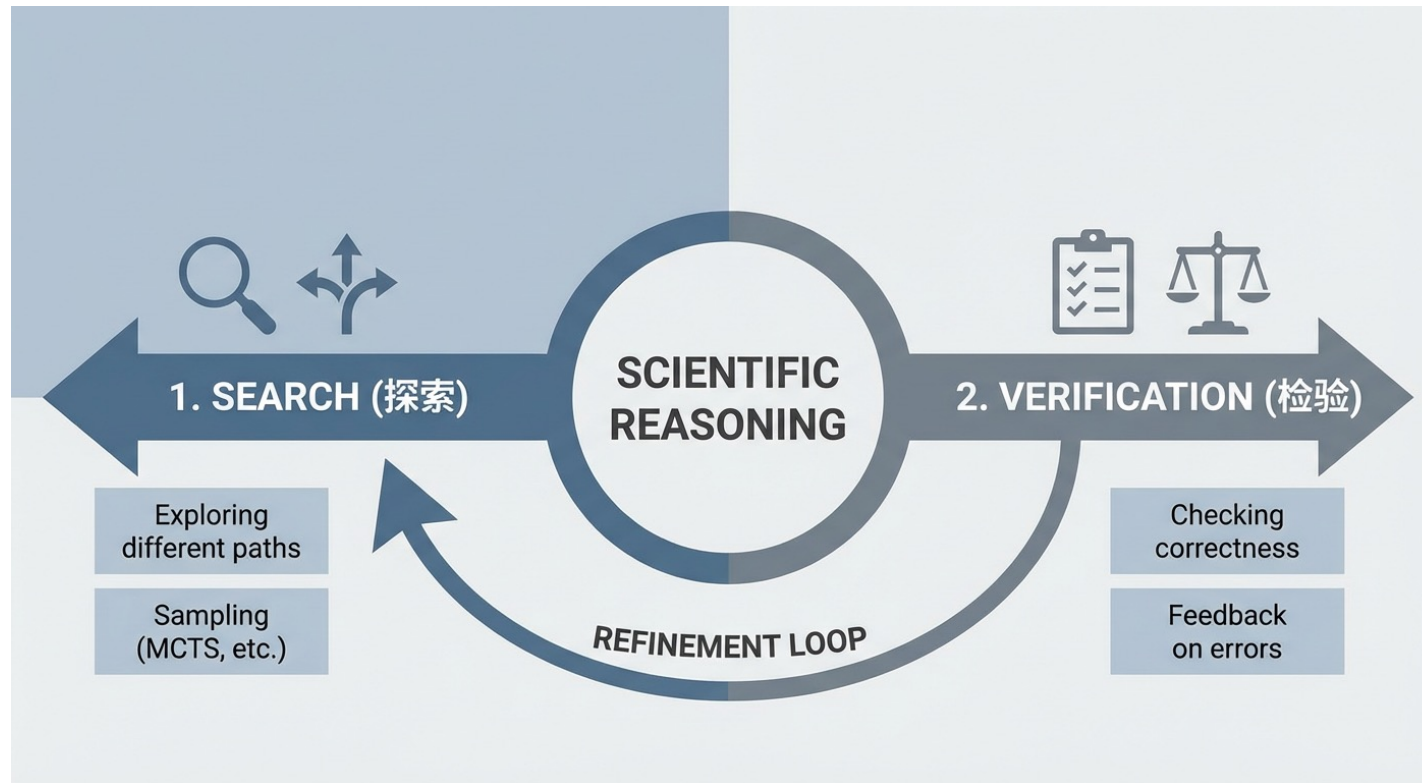 SCIENTIFIC
REASONING
1. SEARCH (探索)
Exploring
different paths
Sampling
(MCTS, etc.)
2. VERIFICATION (检验)
Checking
correctness
Feedback
on errors
REFINEMENT LOOP